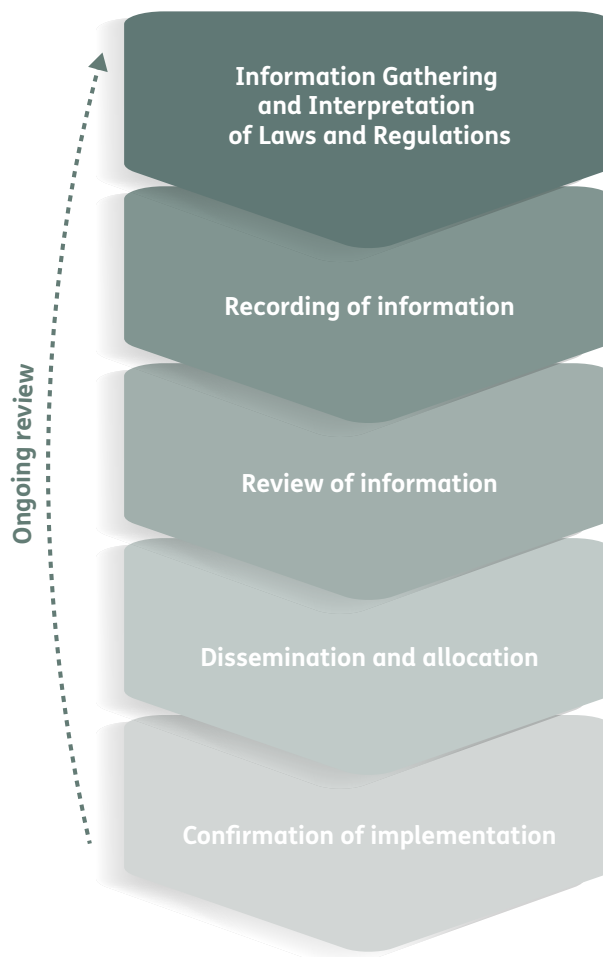 Information Gathering
and Interpretation
of Laws and Regulations
Recording of information
Ongoing review
Review of information
Dissemination and allocation
Confirmation of implementation